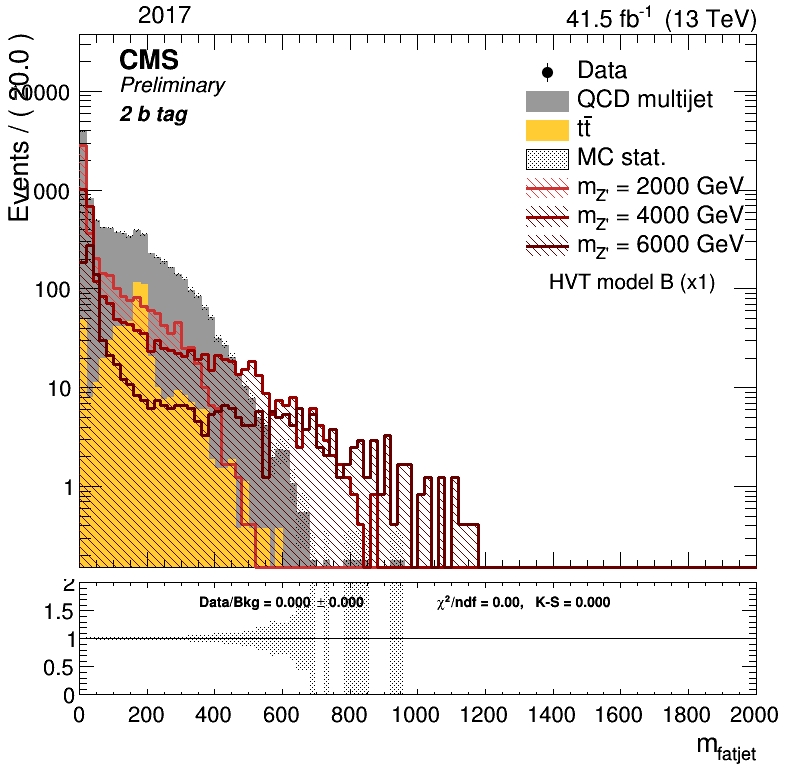 2017 41.5 fb⁻¹ (13 TeV)
CMS
Preliminary
2 b tag
Data
QCD multijet
tt̄
MC stat.
m_Z' = 2000 GeV
m_Z' = 4000 GeV
m_Z' = 6000 GeV
HVT model B (x1)
Events / ( 20.0 )
0000
1000
100
10
1
Data/Bkg = 0.000 ± 0.000 χ²/ndf = 0.00, K-S = 0.000
2
1.5
1
0.5
0
0 200 400 600 800 1000 1200 1400 1600 1800 2000
m_fatjet